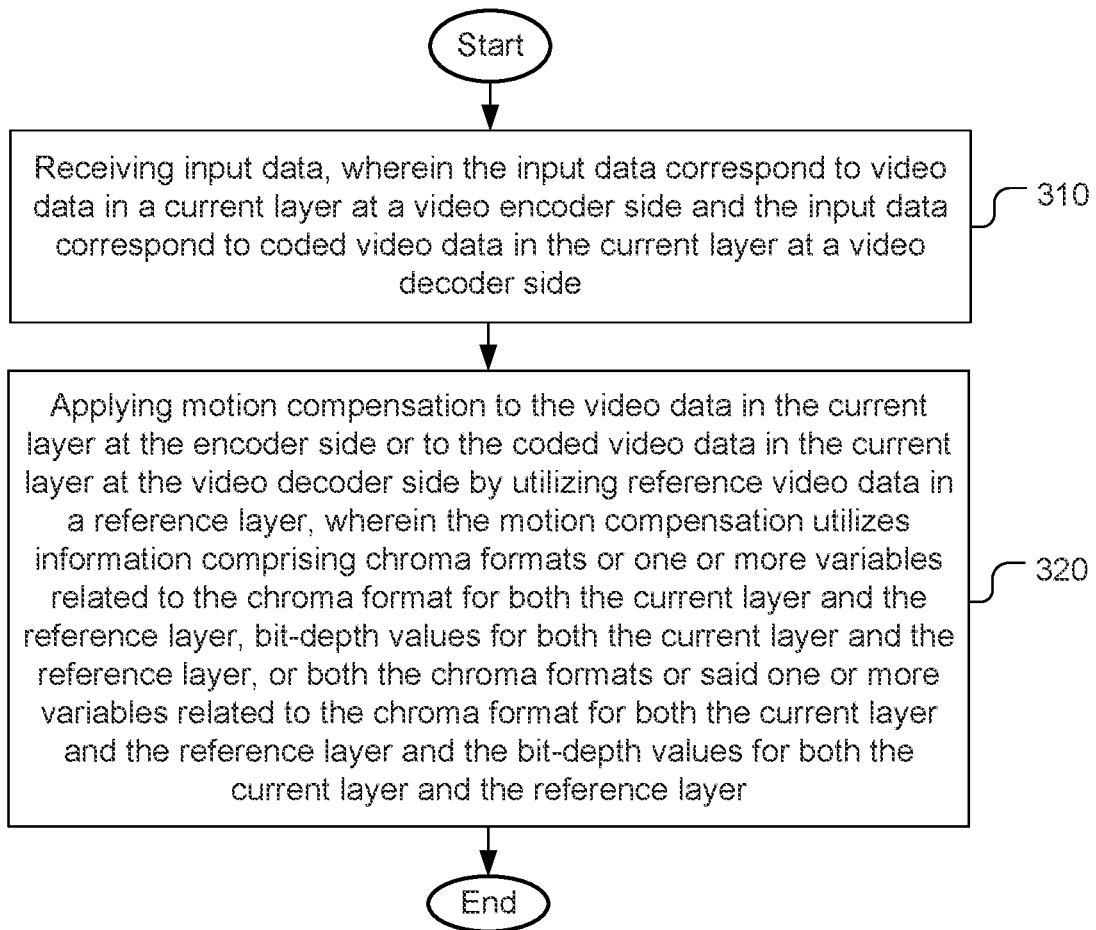 Start
Receiving input data, wherein the input data correspond to video
data in a current layer at a video encoder side and the input data
correspond to coded video data in the current layer at a video
decoder side
310
Applying motion compensation to the video data in the current
layer at the encoder side or to the coded video data in the current
layer at the video decoder side by utilizing reference video data in
a reference layer, wherein the motion compensation utilizes
information comprising chroma formats or one or more variables
related to the chroma format for both the current layer and the
reference layer, bit-depth values for both the current layer and the
reference layer, or both the chroma formats or said one or more
variables related to the chroma format for both the current layer
and the reference layer and the bit-depth values for both the
current layer and the reference layer
320
End